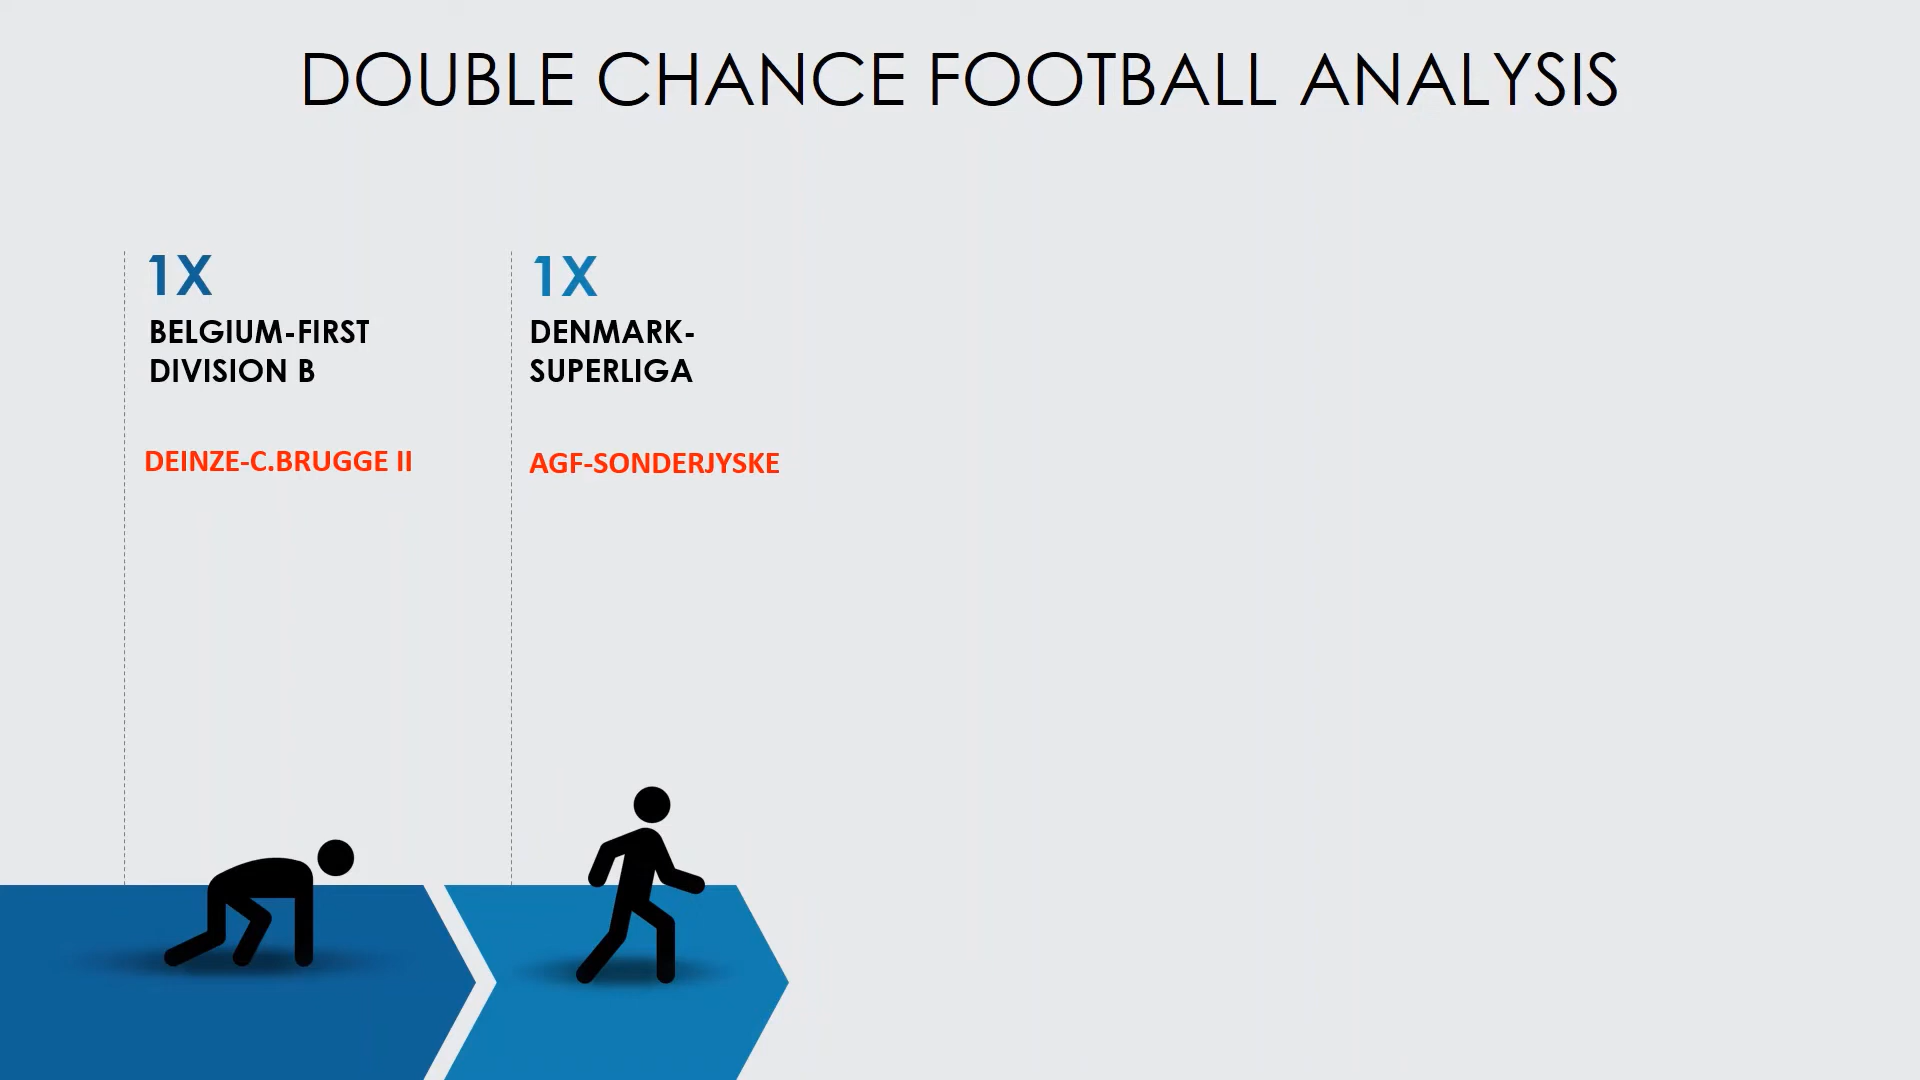 DOUBLE CHANCE FOOTBALL ANALYSIS
1X
BELGIUM-FIRST
DIVISION B
DEINZE-C.BRUGGE II
1X
DENMARK-
SUPERLIGA
AGF-SONDERJYSKE